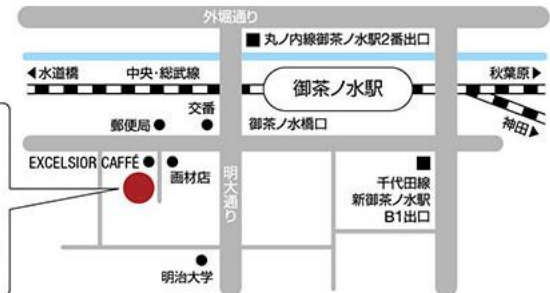 外堀通り
丸ノ内線御茶ノ水駅2番出口
水道橋
中央・総武線
御茶ノ水駅
秋葉原
神田
交番
郵便局
御茶ノ水橋口
EXCELSIOR CAFFÉ
画材店
明大通り
千代田線
新御茶ノ水駅
B1出口
明治大学